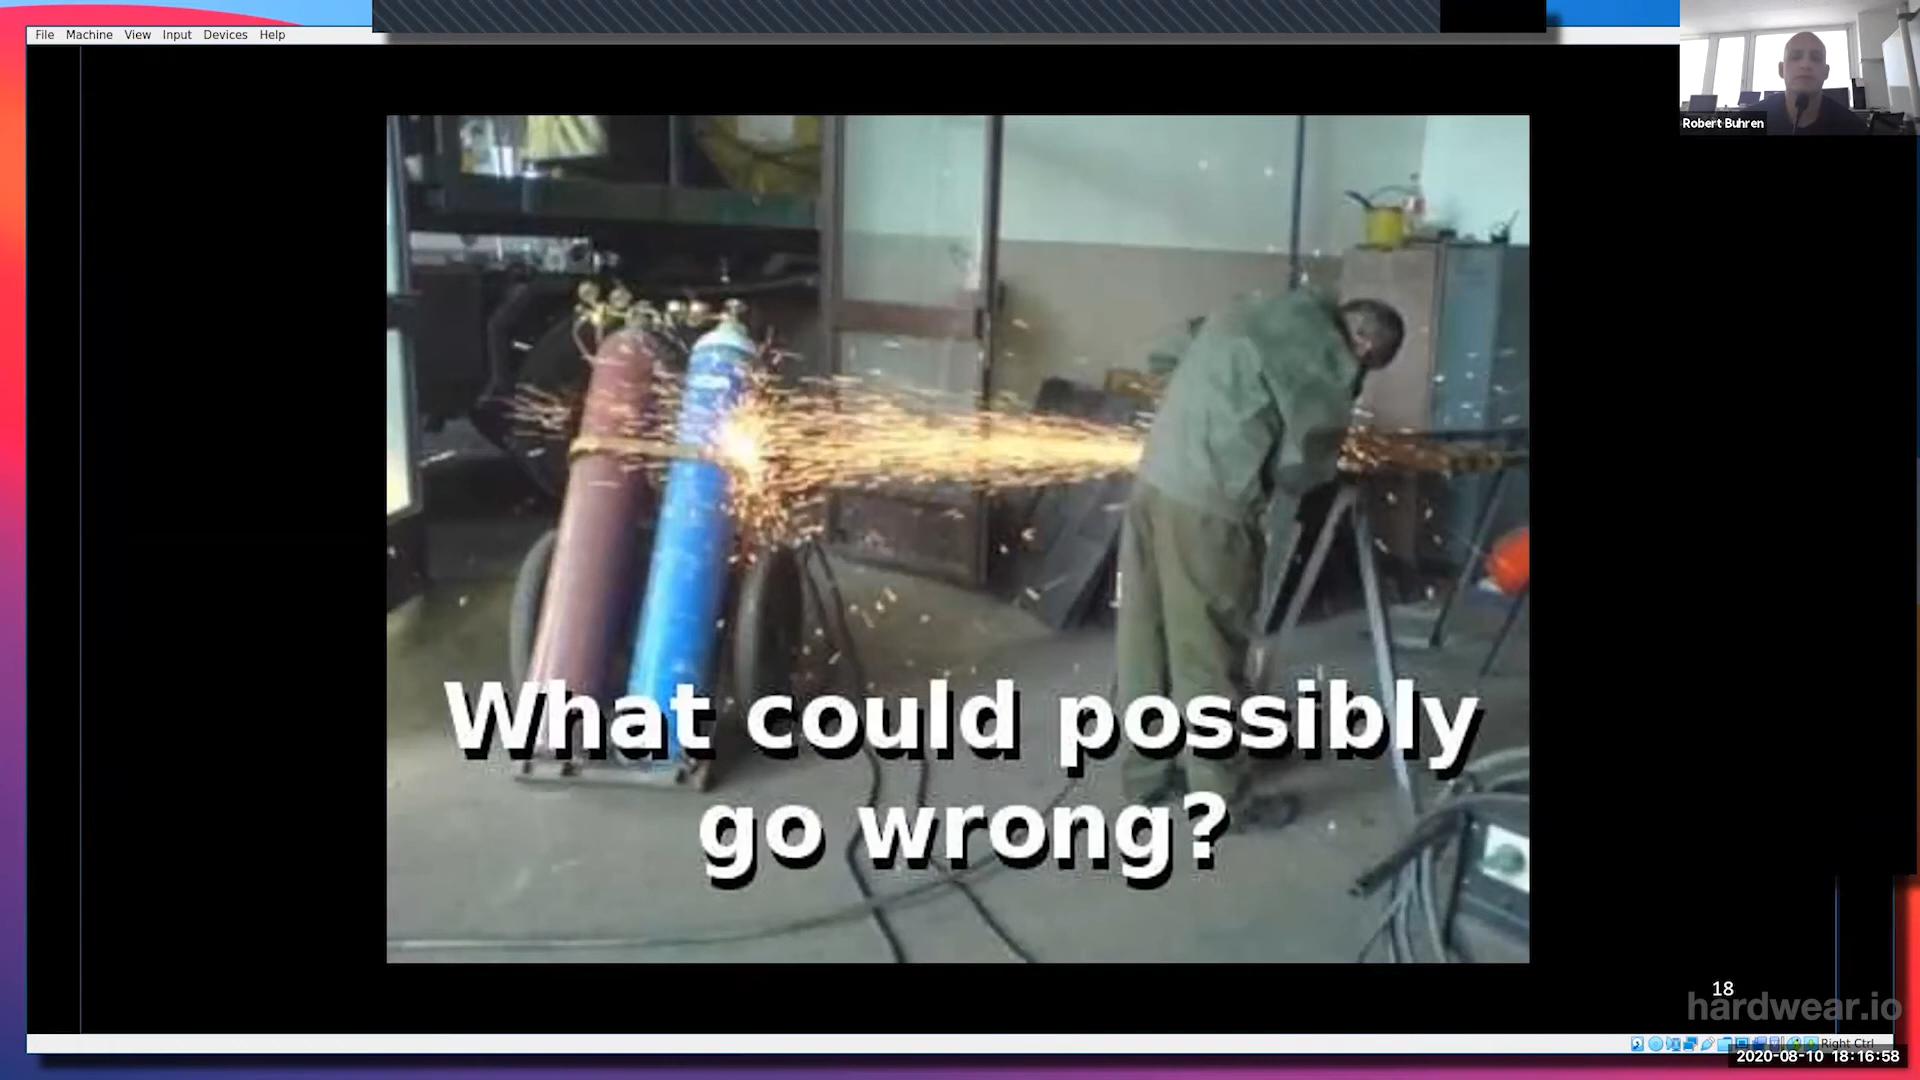 File Machine View Input Devices Help
Robert Buhren
What could possibly
go wrong?
18
hardwear.io
Right Ctrl
2020-08-10 18:16:58